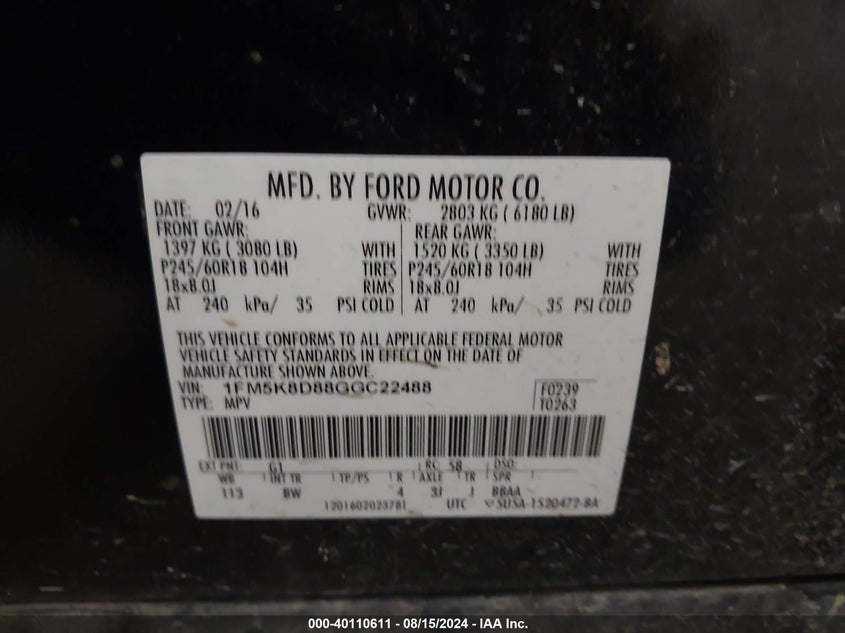 MFD. BY FORD MOTOR CO.
DATE: 02/16 GVWR: 2803 KG ( 6180 LB)
FRONT GAWR: REAR GAWR:
1397 KG ( 3080 LB) WITH 1520 KG ( 3350 LB) WITH
P245/60R18 104H TIRES P245/60R18 104H TIRES
18x8.0J RIMS 18x8.0J RIMS
AT 240 kPa/ 35 PSI COLD AT 240 kPa/ 35 PSI COLD
THIS VEHICLE CONFORMS TO ALL APPLICABLE FEDERAL MOTOR
VEHICLE SAFETY STANDARDS IN EFFECT ON THE DATE OF
MANUFACTURE SHOWN ABOVE.
VIN: 1FM5K8D88GGC22488 F0239
TYPE: MPV T0263
EXT PNT: G1 RC: 58 DSO:
WB INT TR TP/PS R AXLE TR SPR
113 BW 4 3J J BBAA
1201602023781 UTC 5USA-1520472-BA
000-40110611 - 08/15/2024 - IAA Inc.